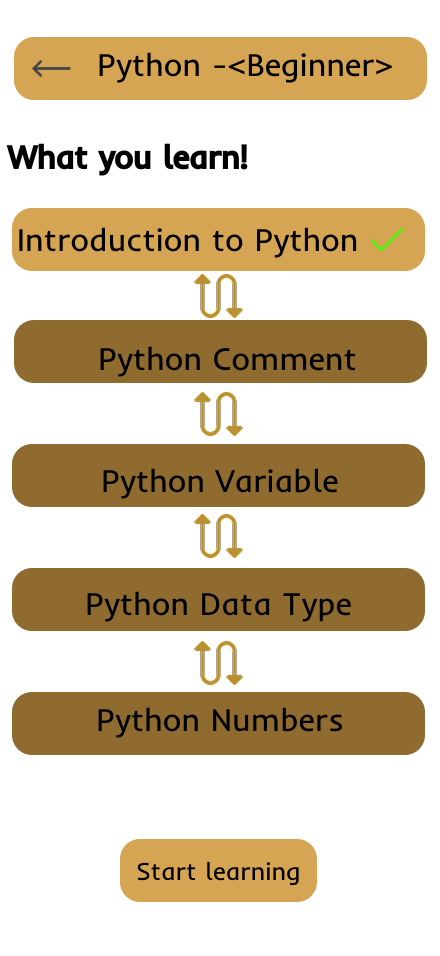 Python -<Beginner>
What you learn!
Introduction to Python
Python Comment
Python Variable
Python Data Type
Python Numbers
Start learning